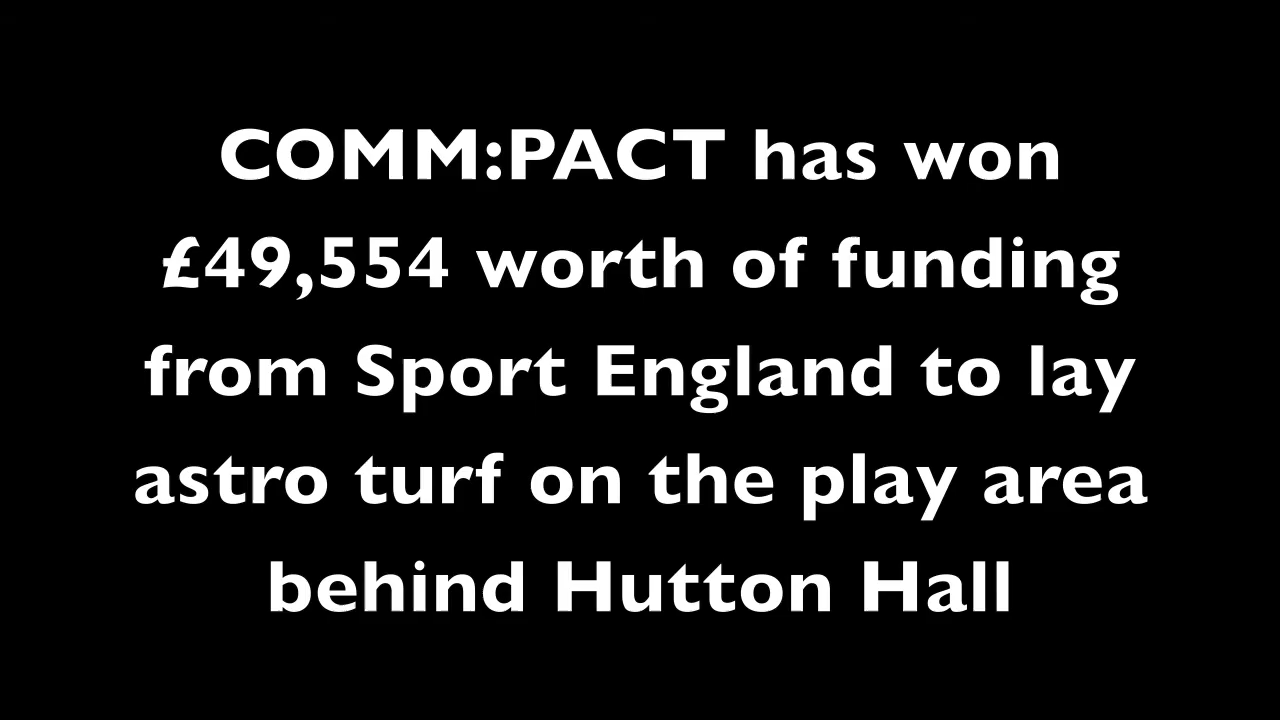 COMM:PACT has won
£49,554 worth of funding
from Sport England to lay
astro turf on the play area
behind Hutton Hall